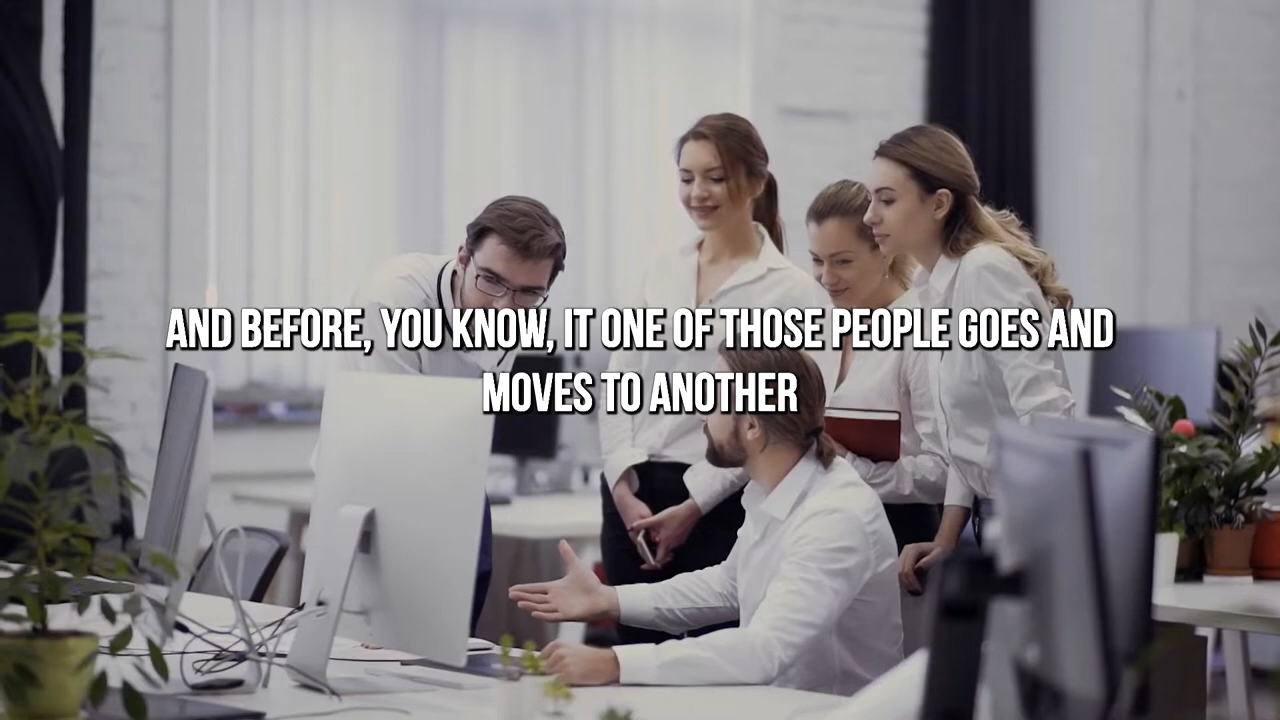 AND BEFORE, YOU KNOW, IT ONE OF THOSE PEOPLE GOES AND
MOVES TO ANOTHER